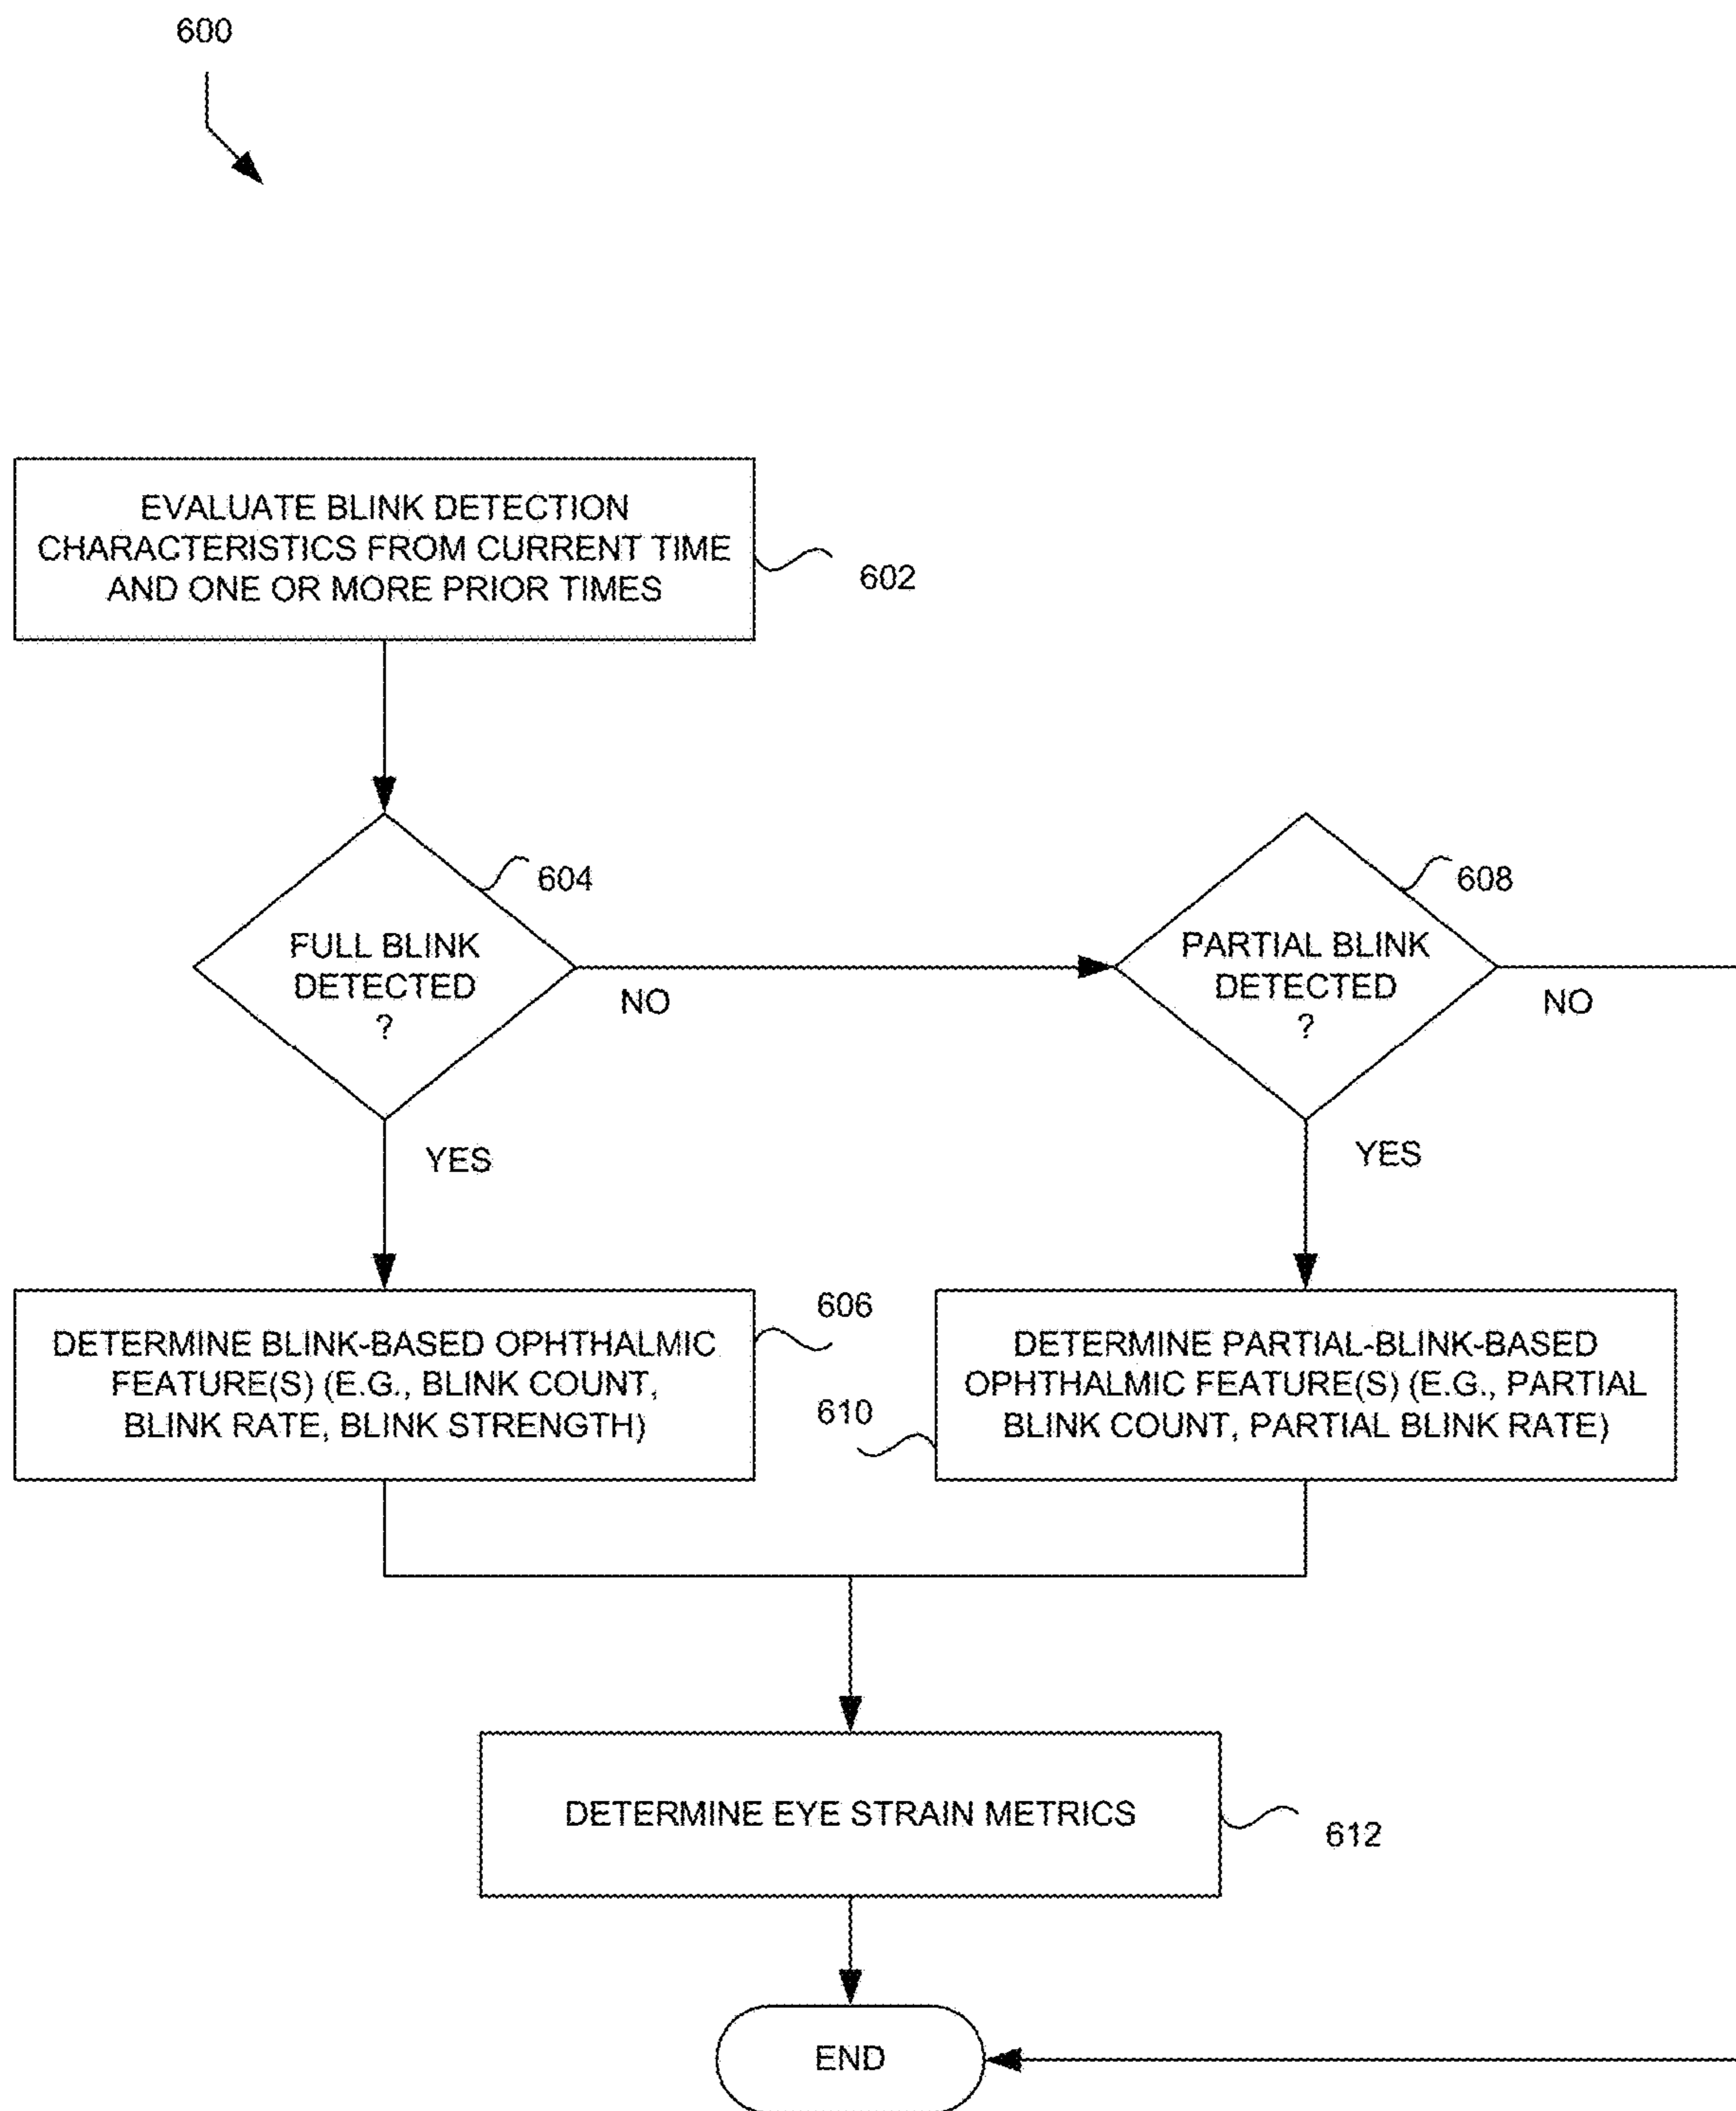 600
EVALUATE BLINK DETECTION
CHARACTERISTICS FROM CURRENT TIME
AND ONE OR MORE PRIOR TIMES
602
604
FULL BLINK
DETECTED
?
NO
YES
608
PARTIAL BLINK
DETECTED
?
NO
YES
606
DETERMINE BLINK-BASED OPHTHALMIC
FEATURE(S) (E.G., BLINK COUNT,
BLINK RATE, BLINK STRENGTH)
610
DETERMINE PARTIAL-BLINK-BASED
OPHTHALMIC FEATURE(S) (E.G., PARTIAL
BLINK COUNT, PARTIAL BLINK RATE)
DETERMINE EYE STRAIN METRICS
612
END